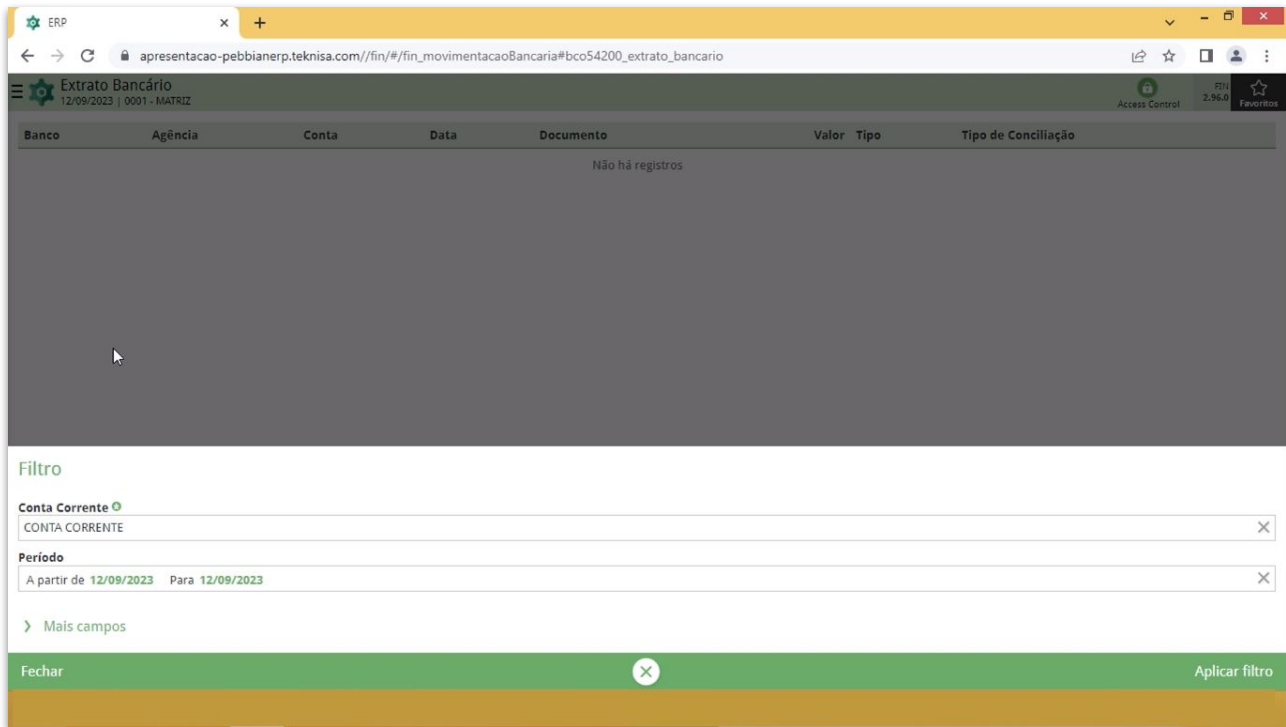 ERP
apresentacao-pebbianerp.teknisa.com//fin/#/fin_movimentacaoBancaria#bco54200_extrato_bancario
Extrato Bancário
12/09/2023 | 0001 - MATRIZ
Access Control
FIN
2.96.0
Favoritos
Banco Agência Conta Data Documento Valor Tipo Tipo de Conciliação
Não há registros
Filtro
Conta Corrente
CONTA CORRENTE
Período
A partir de 12/09/2023 Para 12/09/2023
Mais campos
Fechar Aplicar filtro